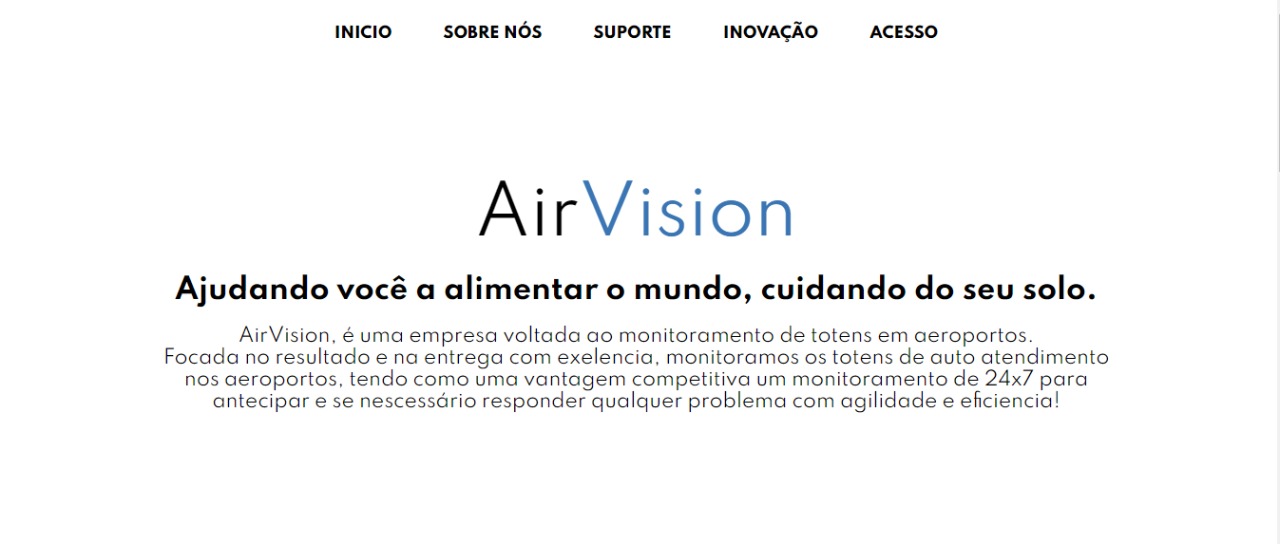 INICIO SOBRE NÓS SUPORTE INOVAÇÃO ACESSO
AirVision
Ajudando você a alimentar o mundo, cuidando do seu solo.
AirVision, é uma empresa voltada ao monitoramento de totens em aeroportos.
Focada no resultado e na entrega com exelencia, monitoramos os totens de auto atendimento
nos aeroportos, tendo como uma vantagem competitiva um monitoramento de 24x7 para
antecipar e se nescessário responder qualquer problema com agilidade e eficiencia!